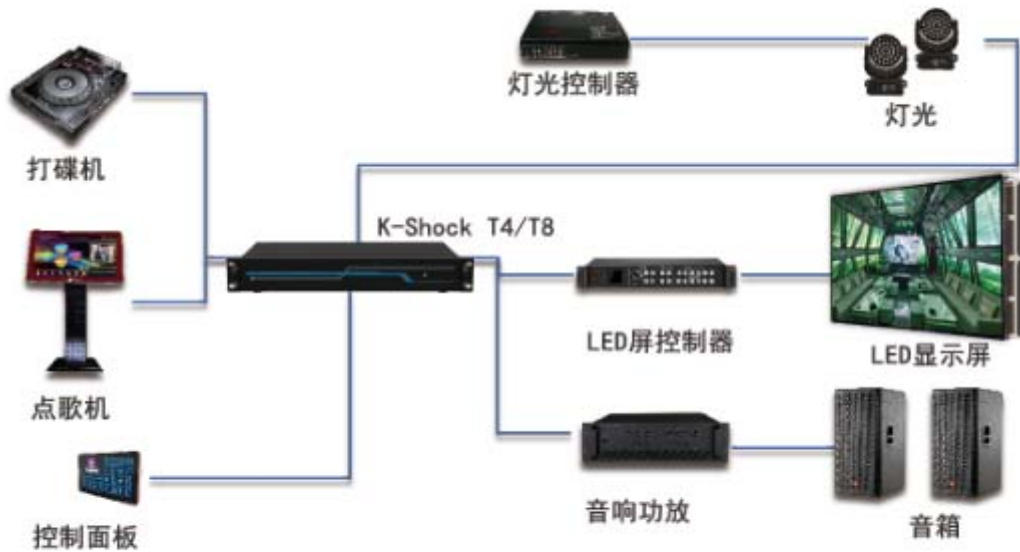 灯光控制器
灯光
打碟机
K-Shock T4/T8
LED屏控制器
LED显示屏
点歌机
音响功放
音箱
控制面板